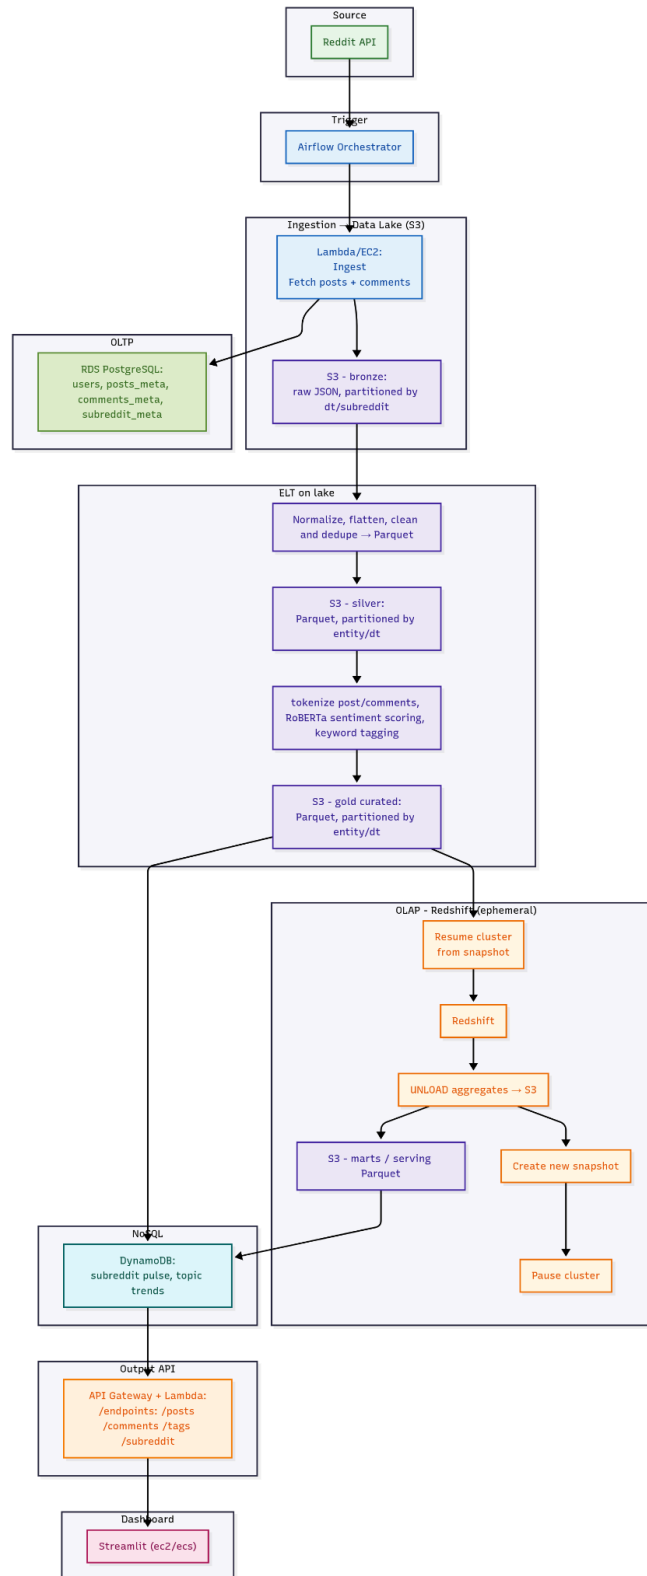 Source
Reddit API
Trigger
Airflow Orchestrator
Ingestion → Data Lake (S3)
Lambda/EC2:
Ingest
Fetch posts + comments
OLTP
RDS PostgreSQL:
users, posts_meta,
comments_meta,
subreddit_meta
S3 - bronze:
raw JSON, partitioned by
dt/subreddit
ELT on lake
Normalize, flatten, clean
and dedupe → Parquet
S3 - silver:
Parquet, partitioned by
entity/dt
tokenize post/comments,
RoBERTa sentiment scoring,
keyword tagging
S3 - gold curated:
Parquet, partitioned by
entity/dt
OLAP - Redshift (ephemeral)
Resume cluster
from snapshot
Redshift
UNLOAD aggregates → S3
S3 - marts / serving
Parquet
Create new snapshot
Pause cluster
NoSQL
DynamoDB:
subreddit pulse, topic
trends
Output API
API Gateway + Lambda:
/endpoints: /posts
/comments /tags
/subreddit
Dashboard
Streamlit (ec2/ecs)